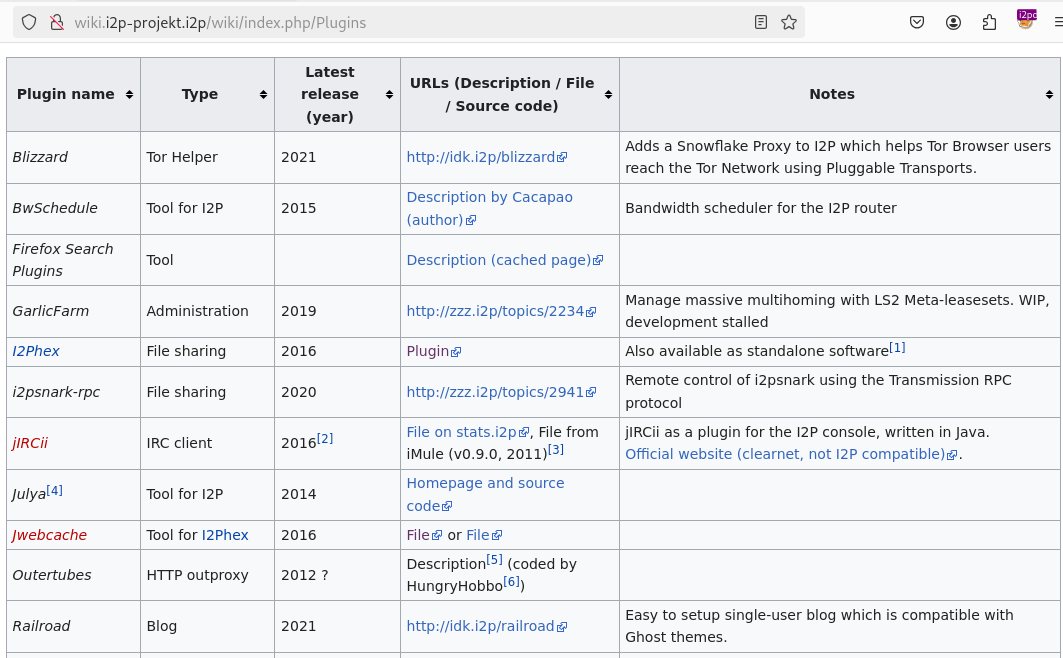 wiki.i2p-projekt.i2p/wiki/index.php/Plugins
i2pd
Plugin name
Type
Latest
release
(year)
URLs (Description / File
/ Source code)
Notes
Blizzard
Tor Helper
2021
http://idk.i2p/blizzard
Adds a Snowflake Proxy to I2P which helps Tor Browser users
reach the Tor Network using Pluggable Transports.
BwSchedule
Tool for I2P
2015
Description by Cacapao
(author)
Bandwidth scheduler for the I2P router
Firefox Search
Plugins
Tool
Description (cached page)
GarlicFarm
Administration
2019
http://zzz.i2p/topics/2234
Manage massive multihoming with LS2 Meta-leasesets. WIP,
development stalled
I2Phex
File sharing
2016
Plugin
Also available as standalone software[1]
i2psnark-rpc
File sharing
2020
http://zzz.i2p/topics/2941
Remote control of i2psnark using the Transmission RPC
protocol
jIRCii
IRC client
2016[2]
File on stats.i2p, File from
iMule (v0.9.0, 2011)[3]
jIRCii as a plugin for the I2P console, written in Java.
Official website (clearnet, not I2P compatible).
Julya[4]
Tool for I2P
2014
Homepage and source
code
Jwebcache
Tool for I2Phex
2016
File or File
Outertubes
HTTP outproxy
2012 ?
Description[5] (coded by
HungryHobbo[6])
Railroad
Blog
2021
http://idk.i2p/railroad
Easy to setup single-user blog which is compatible with
Ghost themes.